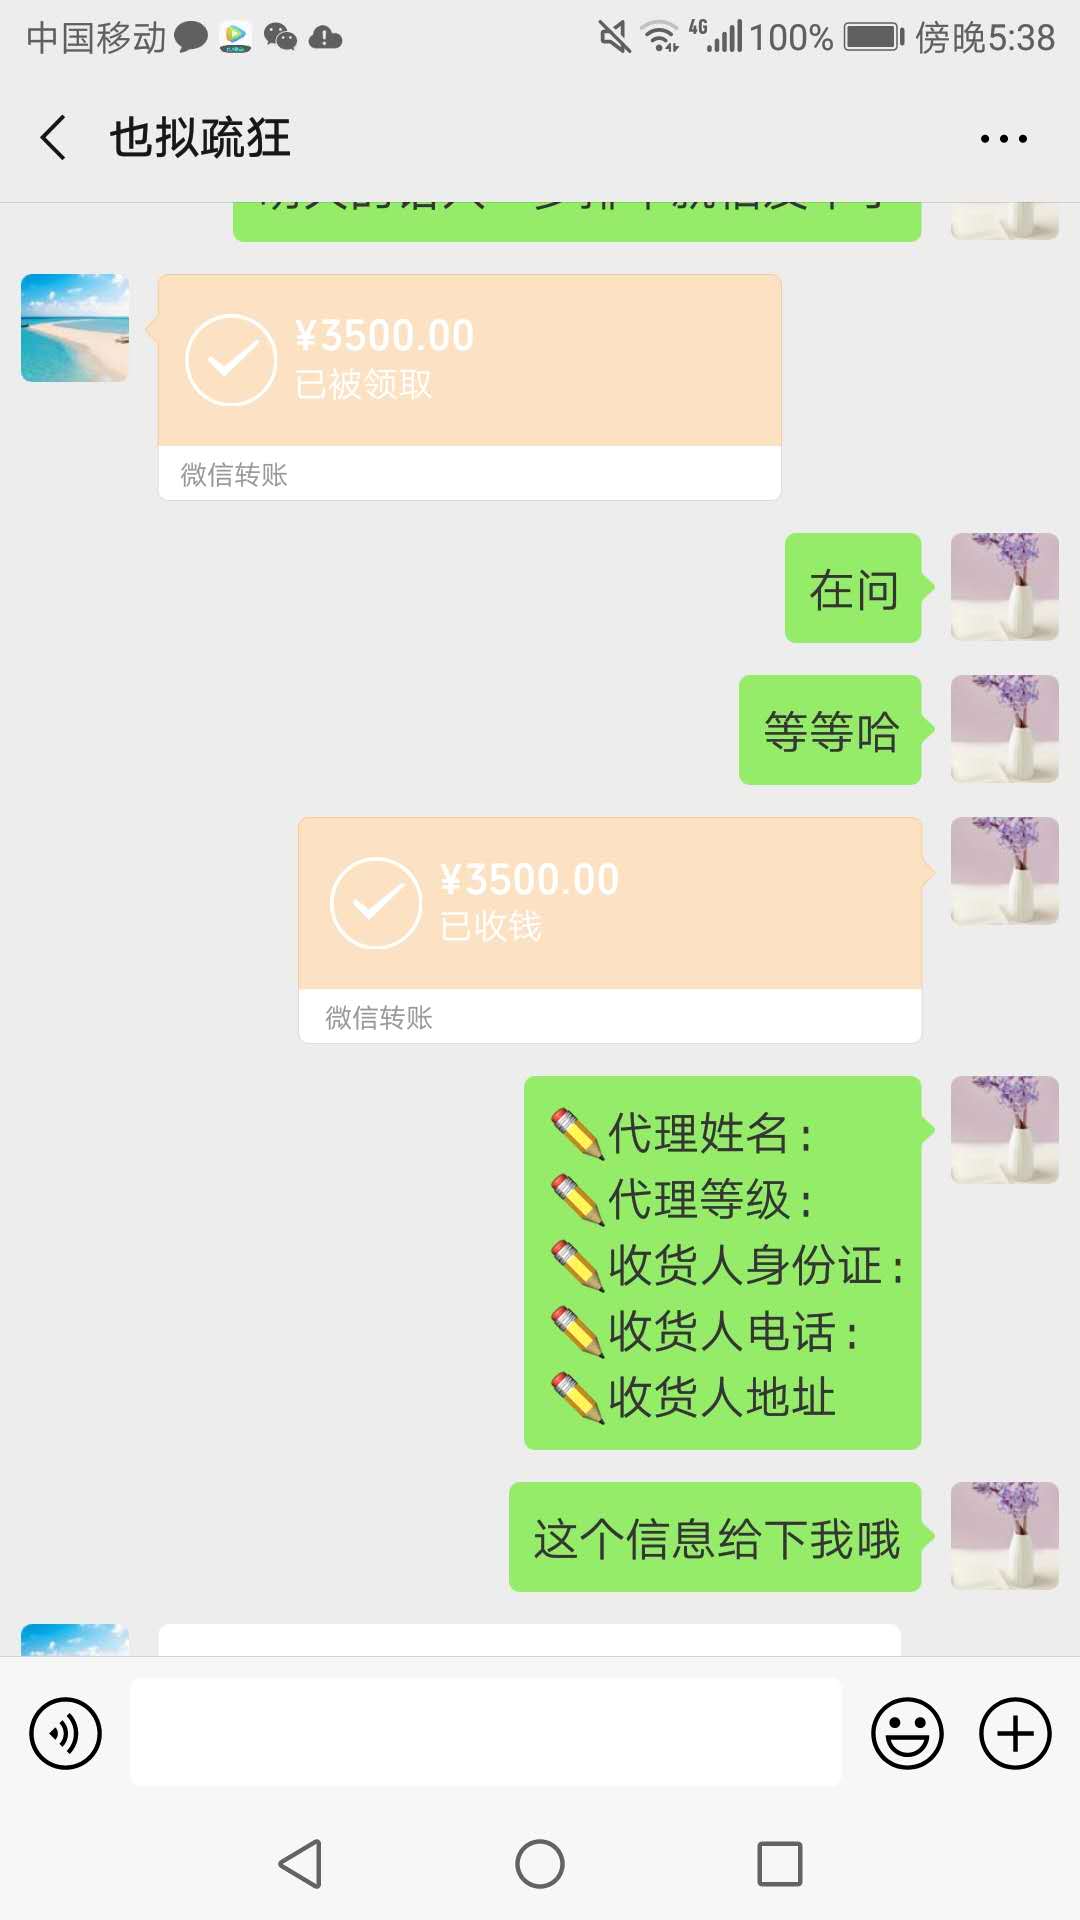 中国移动 4G 100% 傍晚5:38
也拟疏狂
¥3500.00
已被领取
微信转账
在问
等等哈
¥3500.00
已收钱
微信转账
✏️代理姓名:
✏️代理等级:
✏️收货人身份证:
✏️收货人电话:
✏️收货人地址
这个信息给下我哦